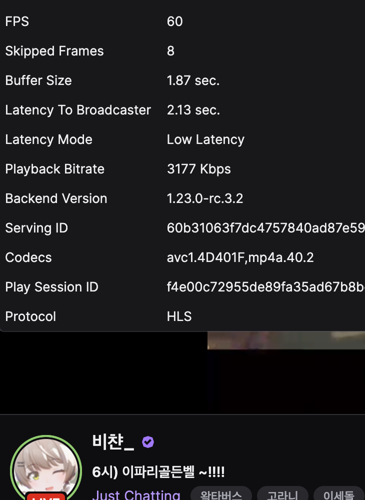 FPS 60
Skipped Frames 8
Buffer Size 1.87 sec.
Latency To Broadcaster 2.13 sec.
Latency Mode Low Latency
Playback Bitrate 3177 Kbps
Backend Version 1.23.0-rc.3.2
Serving ID 60b31063f7dc4757840ad87e59
Codecs avc1.4D401F,mp4a.40.2
Play Session ID f4e00c72955de89fa35ad67b8b
Protocol HLS
비챤_
6시) 이파리골든벨 ~!!!!
Just Chatting 왁타버스 고라니 이세돌